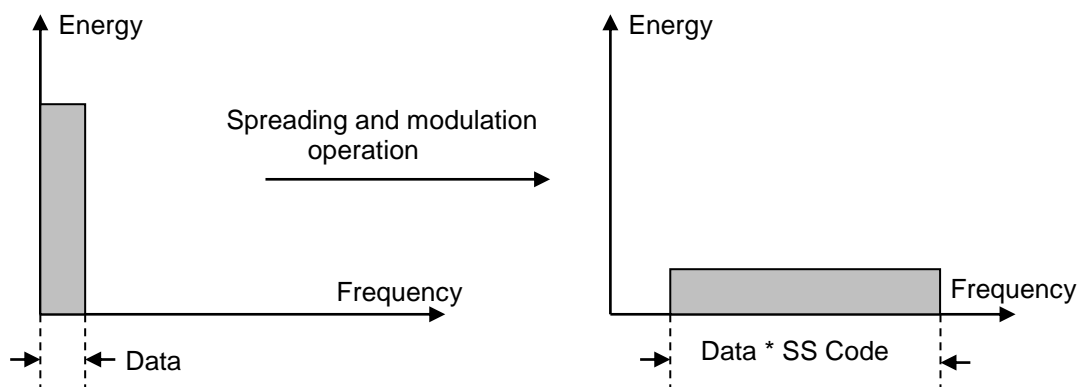 Energy
Spreading and modulation
operation
Frequency
Data
Energy
Frequency
Data * SS Code